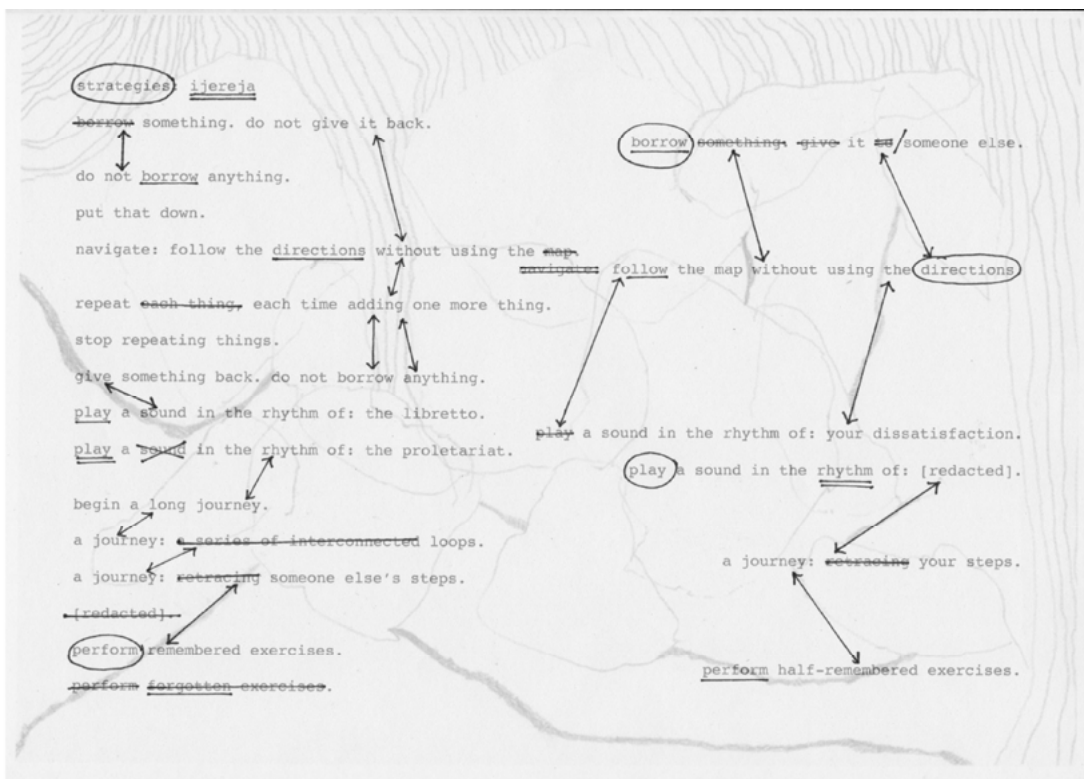 strategies: ijereja
borrow something. do not give it back.
do not borrow anything.
put that down.
navigate: follow the directions without using the map.
repeat each thing, each time adding one more thing.
stop repeating things.
give something back. do not borrow anything.
play a sound in the rhythm of: the libretto.
play a sound in the rhythm of: the proletariat.
begin a long journey.
a journey: a series of interconnected loops.
a journey: retracing someone else's steps.
[redacted].
perform remembered exercises.
perform forgotten exercises.
borrow something. give it to someone else.
navigate: follow the map without using the directions
play a sound in the rhythm of: your dissatisfaction.
play a sound in the rhythm of: [redacted].
a journey: retracing your steps.
perform half-remembered exercises.